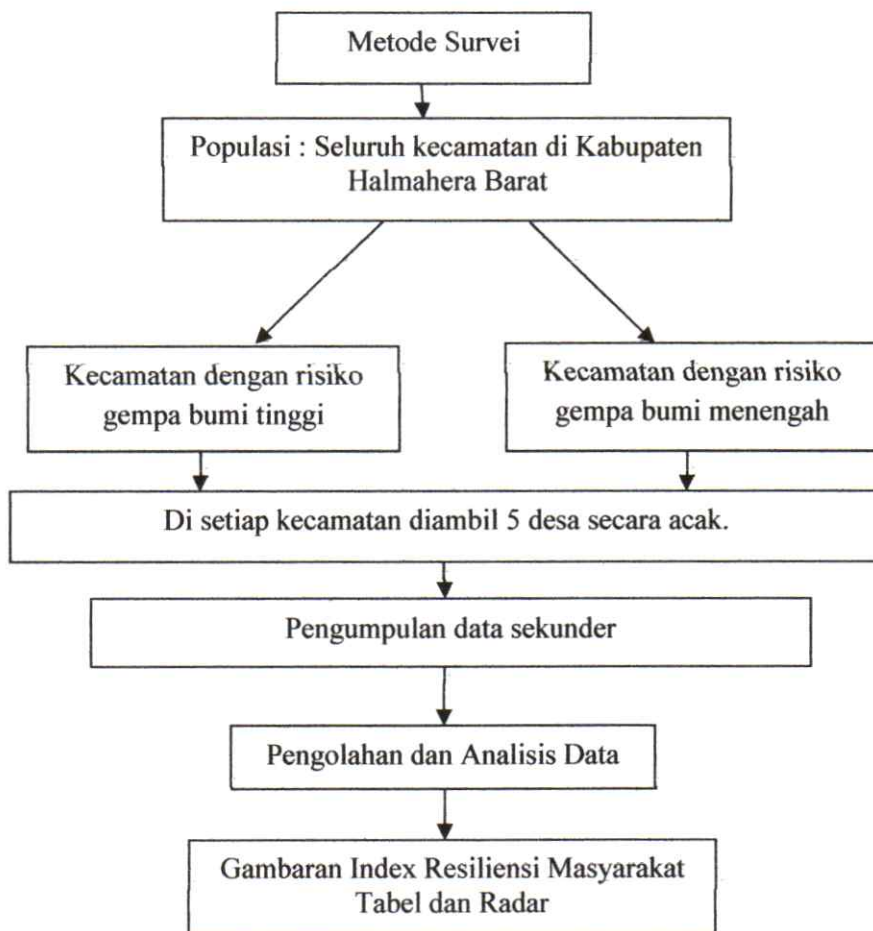 Metode Survei
Populasi : Seluruh kecamatan di Kabupaten
Halmahera Barat
Kecamatan dengan risiko
gempa bumi tinggi
Kecamatan dengan risiko
gempa bumi menengah
Di setiap kecamatan diambil 5 desa secara acak.
Pengumpulan data sekunder
Pengolahan dan Analisis Data
Gambaran Index Resiliensi Masyarakat
Tabel dan Radar